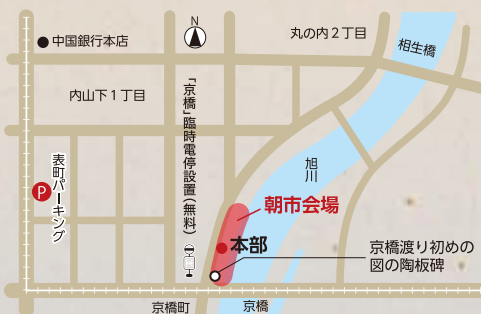 N
丸の内2丁目
相生橋
中国銀行本店
内山下1丁目
「京橋」臨時電停設置(無料)
表町パーキング
P
旭川
朝市会場
本部
京橋渡り初めの
図の陶板碑
京橋町
京橋